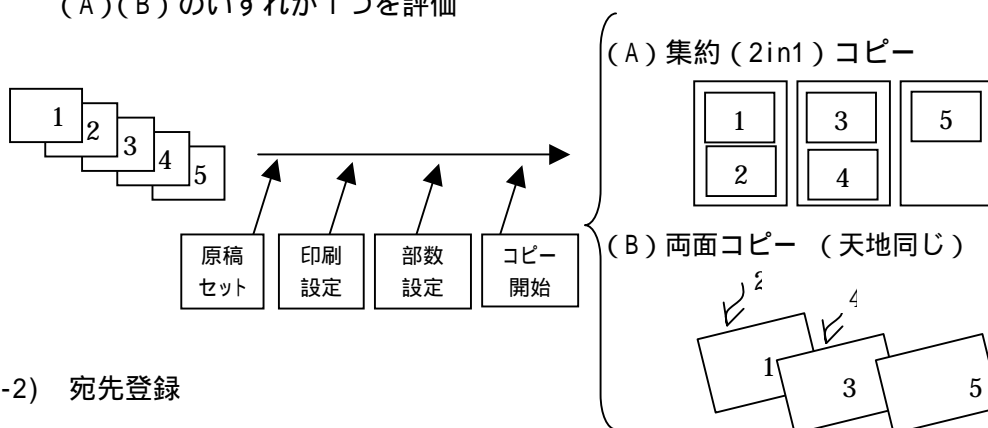 (A)(B)のいずれか1つを評価
(A)集約(2in1)コピー
1
2
3
4
5
1
2
3
4
5
原稿
セット
印刷
設定
部数
設定
コピー
開始
(B)両面コピー (天地同じ)
2
4
1
3
5
-2) 宛先登録